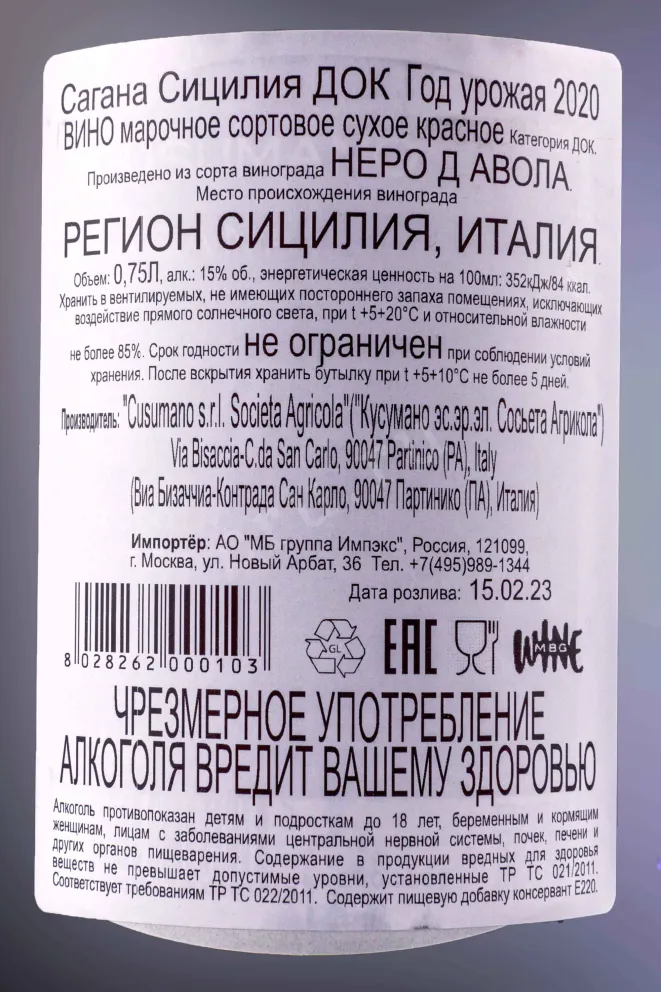 Сагана Сицилия ДОК Год урожая 2020
ВИНО марочное сортовое сухое красное Категория ДОК.
Произведено из сорта винограда НЕРО Д АВОЛА.
Место происхождения винограда
РЕГИОН СИЦИЛИЯ, ИТАЛИЯ.
Объем: 0,75Л, алк.: 15% об., энергетическая ценность на 100мл: 352кДж/84 ккал.
Хранить в вентилируемых, не имеющих постороннего запаха помещениях, исключающих
воздействие прямого солнечного света, при t +5+20°С и относительной влажности
не более 85%. Срок годности не ограничен при соблюдении условий
хранения. После вскрытия хранить бутылку при t +5+10°С не более 5 дней.
Производитель: "Cusumano s.r.l. Societa Agricola" ("Кусумано эс.эр.эл. Сосьета Агрикола")
Via Bisaccia-C.da San Carlo, 90047 Partinico (PA), Italy
(Виа Бизаччиа-Контрада Сан Карло, 90047 Партинико (ПА), Италия)
Импортёр: АО "МБ группа Импэкс", Россия, 121099,
г. Москва, ул. Новый Арбат, 36 Тел. +7(495)989-1344
Дата розлива: 15.02.23
8 028262 000103
GL
EAC
WINE
MBG
ЧРЕЗМЕРНОЕ УПОТРЕБЛЕНИЕ
АЛКОГОЛЯ ВРЕДИТ ВАШЕМУ ЗДОРОВЬЮ
Алкоголь противопоказан детям и подросткам до 18 лет, беременным и кормящим
женщинам, лицам с заболеваниями центральной нервной системы, почек, печени и
других органов пищеварения. Содержание в продукции вредных для здоровья
веществ не превышает допустимые уровни, установленные ТР ТС 021/2011.
Соответствует требованиям ТР ТС 022/2011. Содержит пищевую добавку консервант Е220.